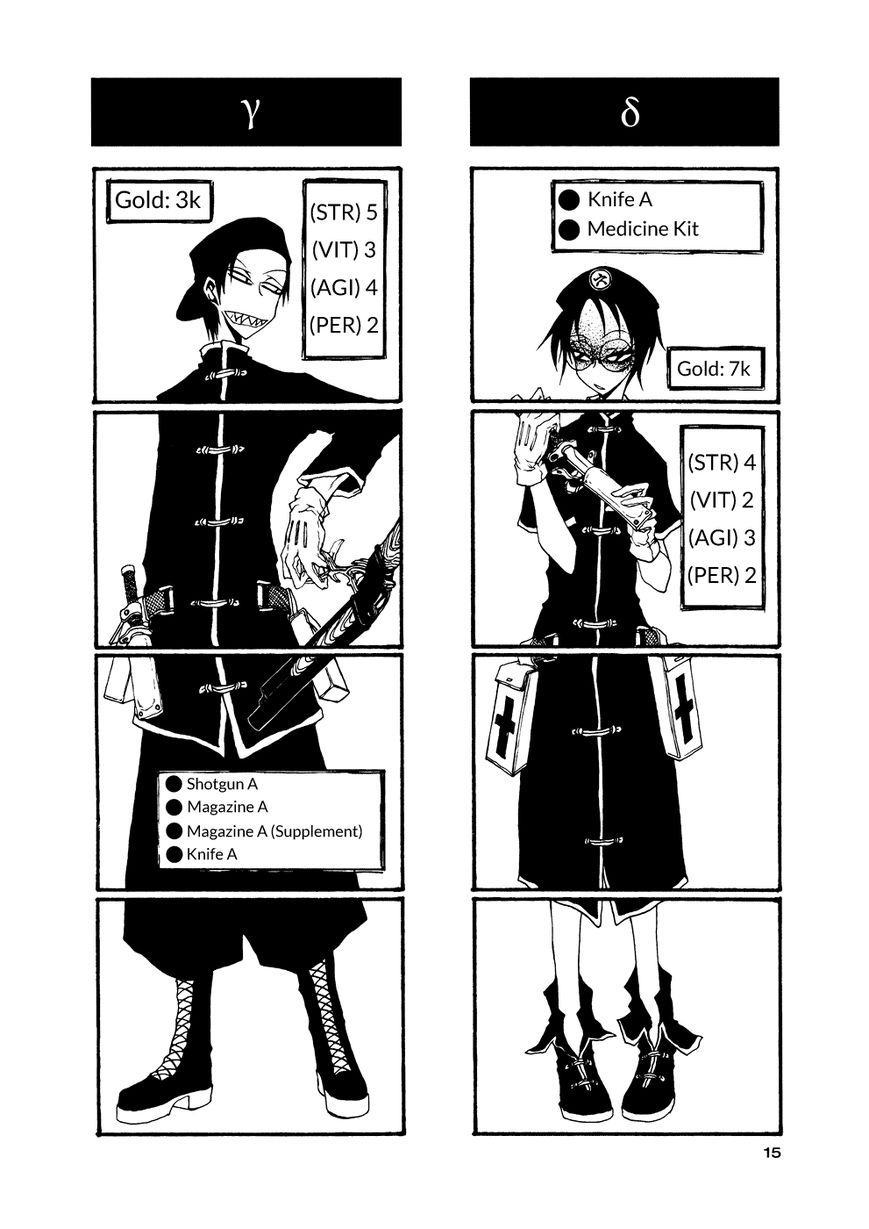 γ
Gold: 3k
(STR) 5
(VIT) 3
(AGI) 4
(PER) 2
● Shotgun A
● Magazine A
● Magazine A (Supplement)
● Knife A
δ
● Knife A
● Medicine Kit
Gold: 7k
(STR) 4
(VIT) 2
(AGI) 3
(PER) 2
15